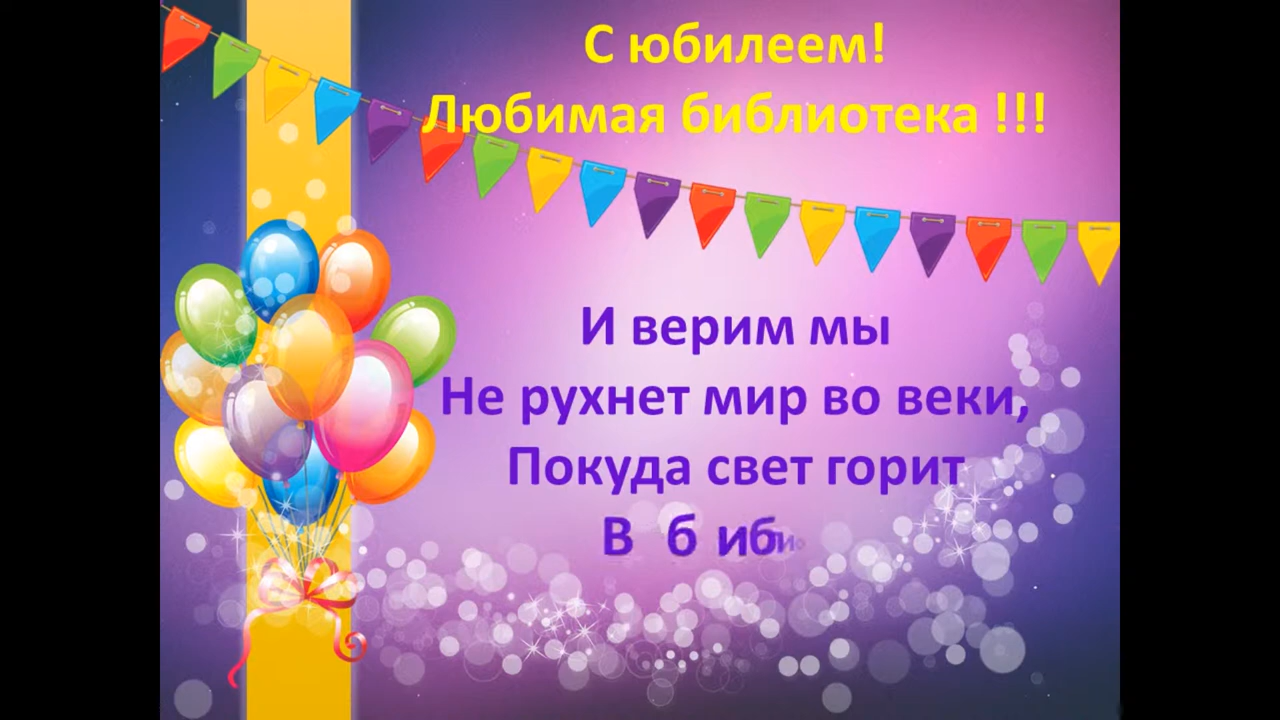 С юбилеем!
Любимая библиотека !!!
И верим мы
Не рухнет мир во веки,
Покуда свет горит
В